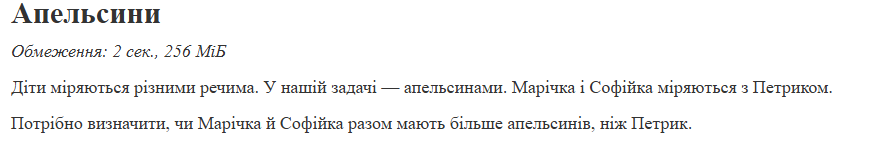 Апельсини
Обмеження: 2 сек., 256 МіБ
Діти міряються різними речима. У нашій задачі — апельсинами. Марічка і Софійка міряються з Петриком.
Потрібно визначити, чи Марічка й Софійка разом мають більше апельсинів, ніж Петрик.